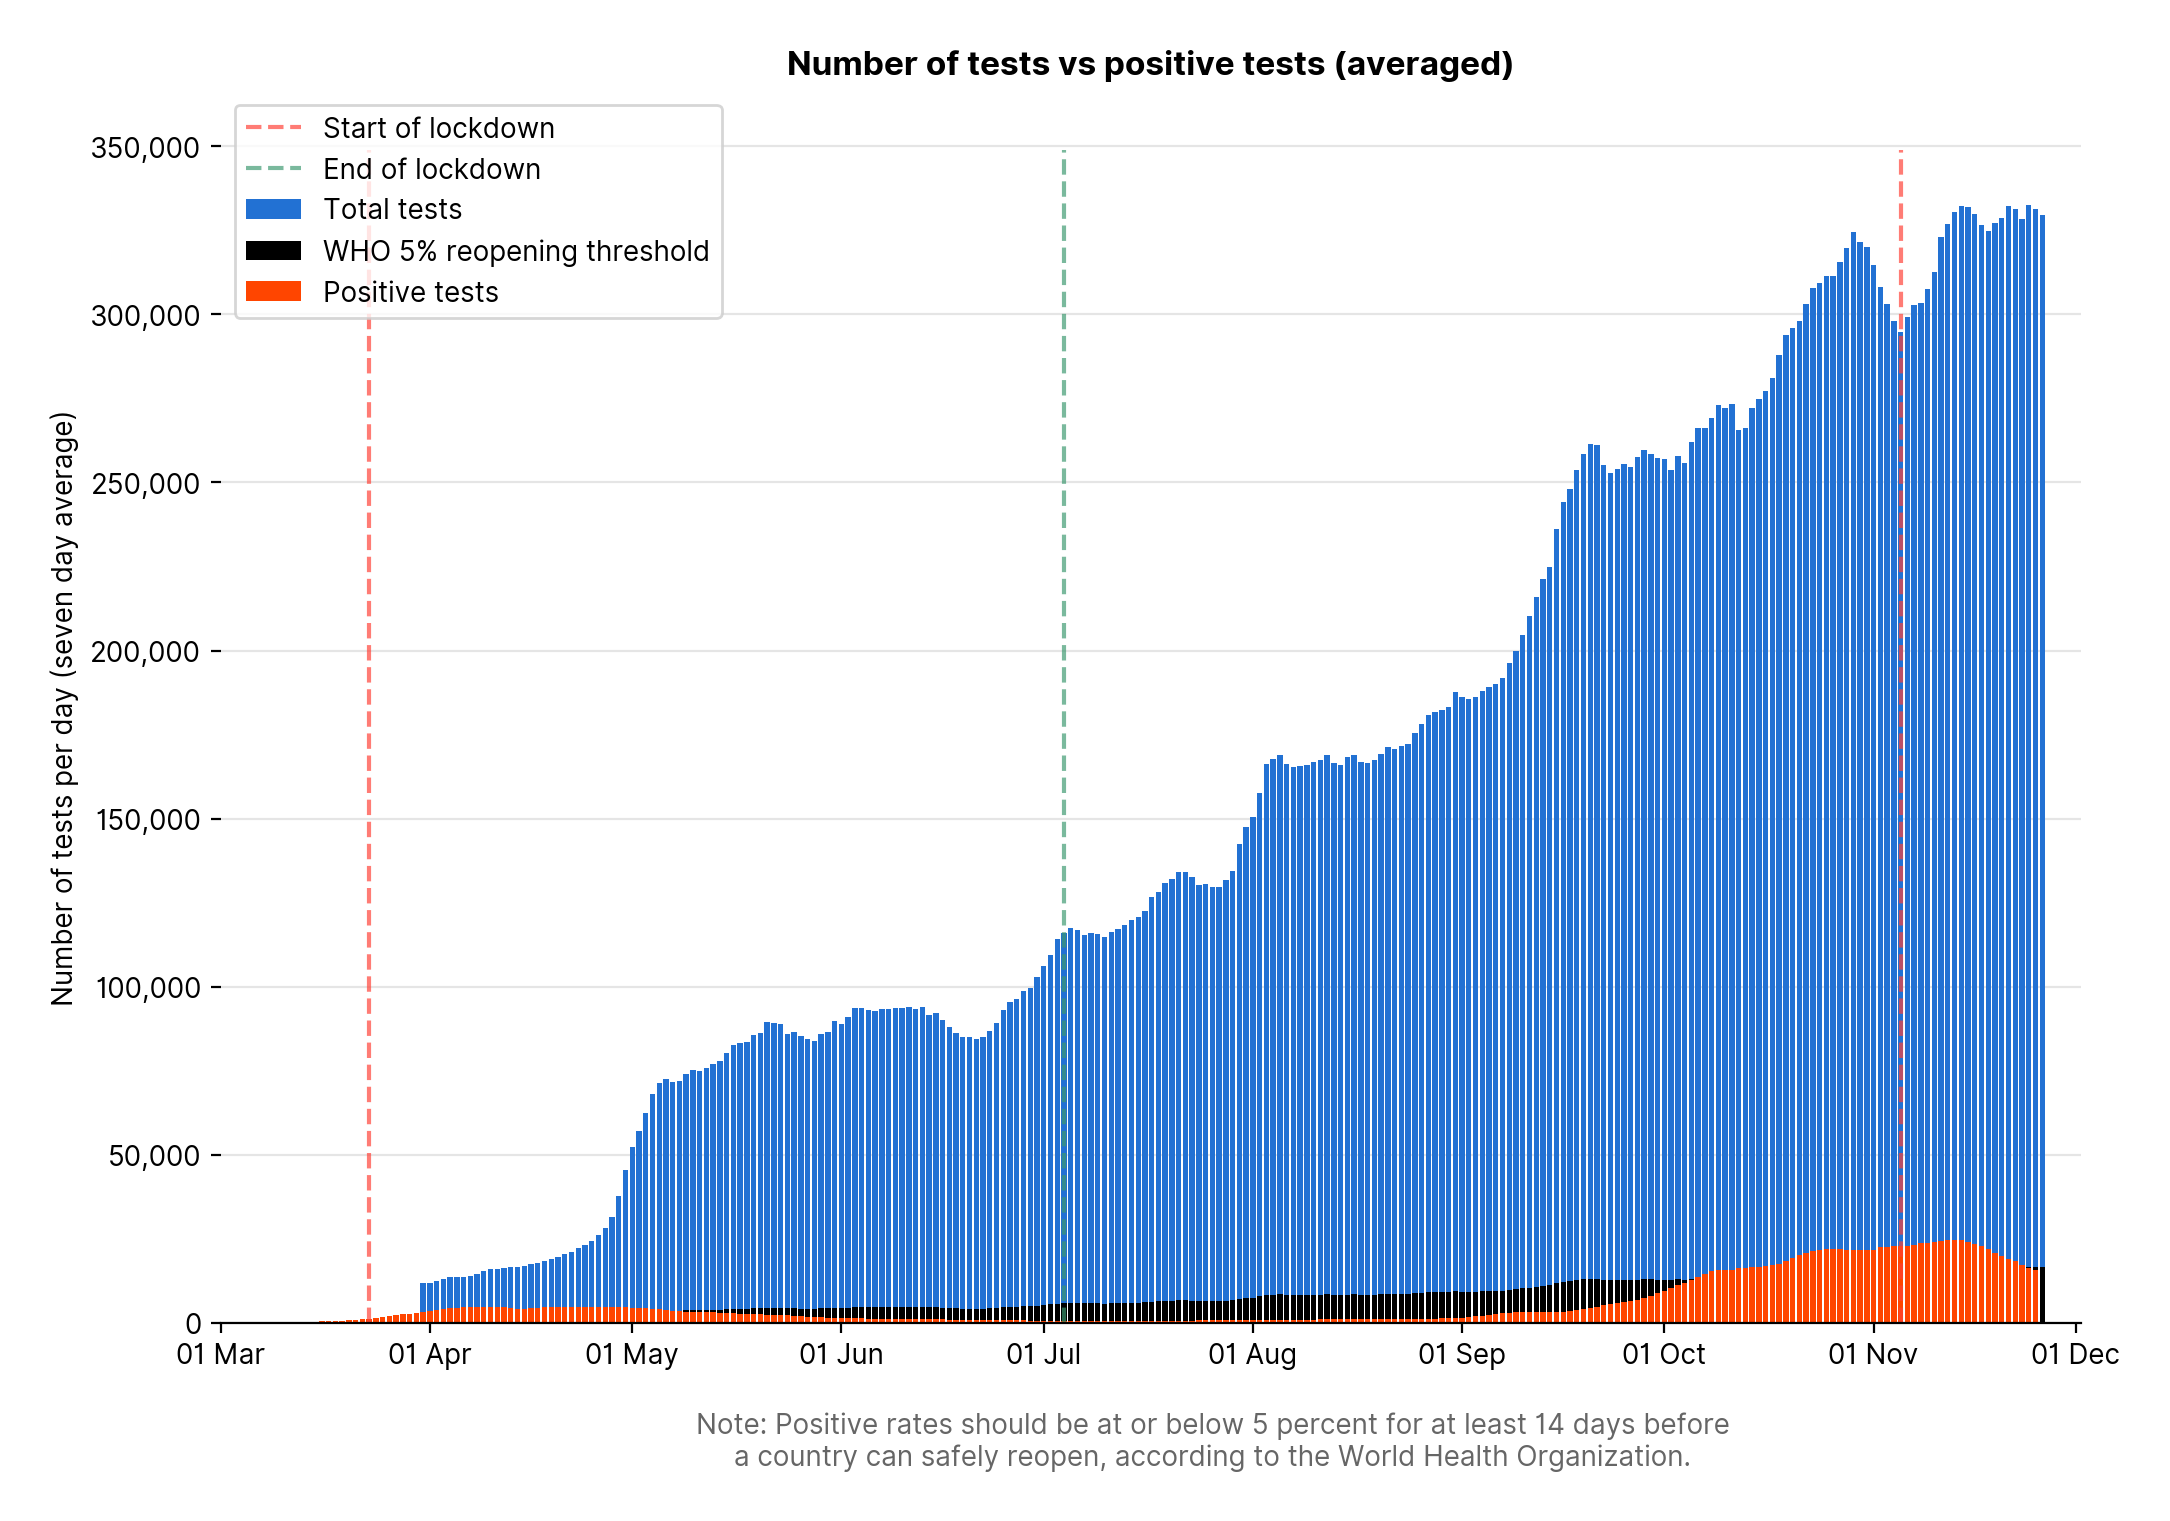 Number of tests vs positive tests (averaged)
Start of lockdown
End of lockdown
Total tests
WHO 5% reopening threshold
Positive tests
Number of tests per day (seven day average)
350,000
300,000
250,000
200,000
150,000
100,000
50,000
0
01 Mar
01 Apr
01 May
01 Jun
01 Jul
01 Aug
01 Sep
01 Oct
01 Nov
01 Dec
Note: Positive rates should be at or below 5 percent for at least 14 days before
a country can safely reopen, according to the World Health Organization.